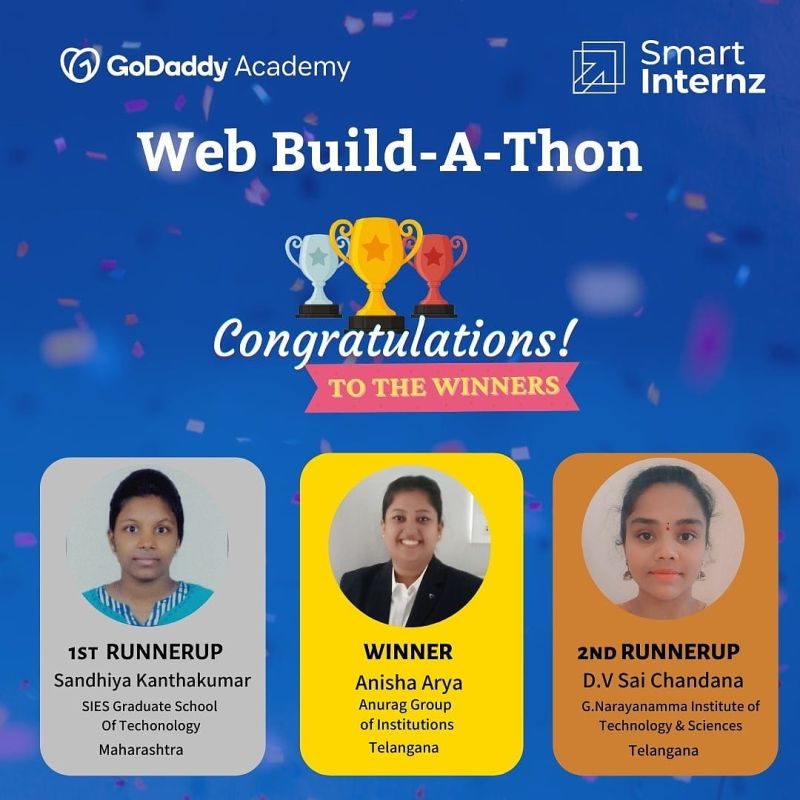 GoDaddy Academy
Smart
Internz
Web Build-A-Thon
Congratulations!
TO THE WINNERS
1ST RUNNERUP
Sandhiya Kanthakumar
SIES Graduate School
Of Techonology
Maharashtra
WINNER
Anisha Arya
Anurag Group
of Institutions
Telangana
2ND RUNNERUP
D.V Sai Chandana
G.Narayanamma Institute of
Technology & Sciences
Telangana